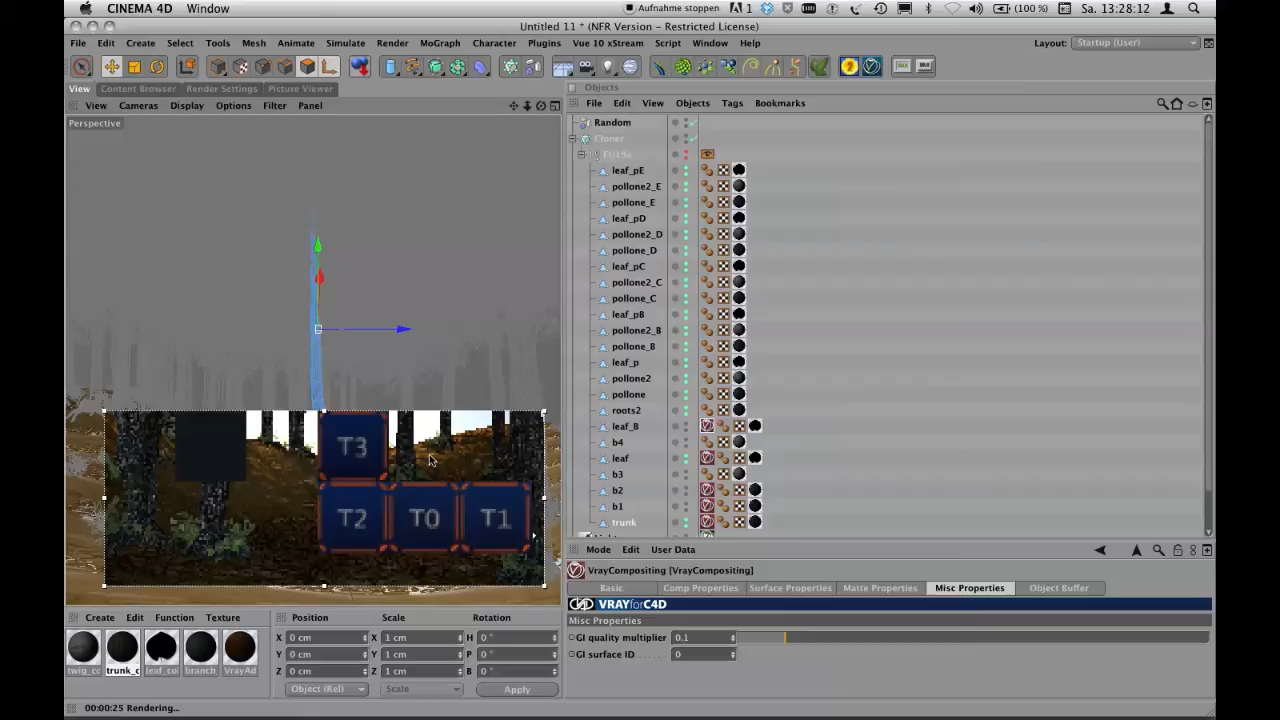 CINEMA 4D Window
Aufnahme stoppen
1
(100 %)
Sa. 13:28:12
Untitled 11 * (NFR Version - Restricted License)
File Edit Create Select Tools Mesh Animate Simulate Render MoGraph Character Plugins Vue 10 xStream Script Window Help
Layout: Startup (User)
View Content Browser Render Settings Picture Viewer
View Cameras Display Options Filter Panel
Perspective
T3
T2 T0 T1
Objects
File Edit View Objects Tags Bookmarks
Random
Cloner
leaf_pE
pollone2_E
pollone_E
leaf_pD
pollone2_D
pollone_D
leaf_pC
pollone2_C
pollone_C
leaf_pB
pollone2_B
pollone_B
leaf_p
pollone2
pollone
roots2
leaf_B
b4
leaf
b3
b2
b1
trunk
Mode Edit User Data
VrayCompositing [VrayCompositing]
Basic Comp Properties Surface Properties Matte Properties Misc Properties Object Buffer
VRAYforC4D
Misc Properties
GI quality multiplier 0.1
GI surface ID 0
Create Edit Function Texture
twig_co trunk_c leaf_co branch_ VrayAd
Position Scale Rotation
X 0 cm X 1 cm H 0 °
Y 0 cm Y 1 cm P 0 °
Z 0 cm Z 1 cm B 0 °
Object (Rel) Scale Apply
00:00:25 Rendering...